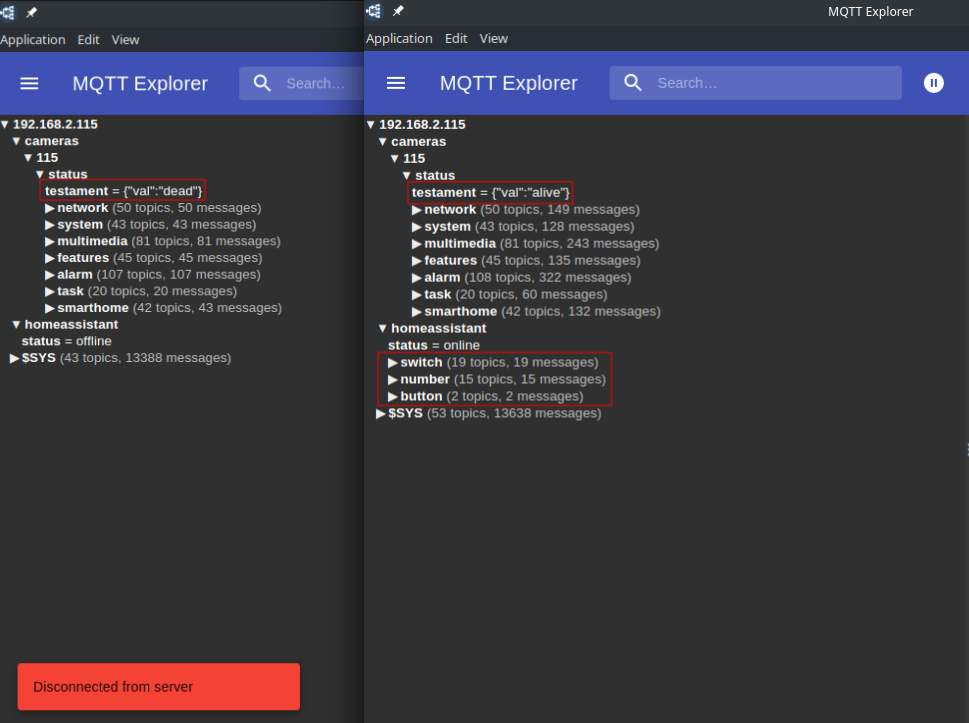 Application Edit View
MQTT Explorer
Search…
▼ 192.168.2.115
▼ cameras
▼ 115
▼ status
testament = {"val":"dead"}
▶ network (50 topics, 50 messages)
▶ system (43 topics, 43 messages)
▶ multimedia (81 topics, 81 messages)
▶ features (45 topics, 45 messages)
▶ alarm (107 topics, 107 messages)
▶ task (20 topics, 20 messages)
▶ smarthome (42 topics, 43 messages)
▼ homeassistant
status = offline
▶ $SYS (43 topics, 13388 messages)
Disconnected from server
MQTT Explorer
Application Edit View
MQTT Explorer
Search…
▼ 192.168.2.115
▼ cameras
▼ 115
▼ status
testament = {"val":"alive"}
▶ network (50 topics, 149 messages)
▶ system (43 topics, 128 messages)
▶ multimedia (81 topics, 243 messages)
▶ features (45 topics, 135 messages)
▶ alarm (108 topics, 322 messages)
▶ task (20 topics, 60 messages)
▶ smarthome (42 topics, 132 messages)
▼ homeassistant
status = online
▶ switch (19 topics, 19 messages)
▶ number (15 topics, 15 messages)
▶ button (2 topics, 2 messages)
▶ $SYS (53 topics, 13638 messages)